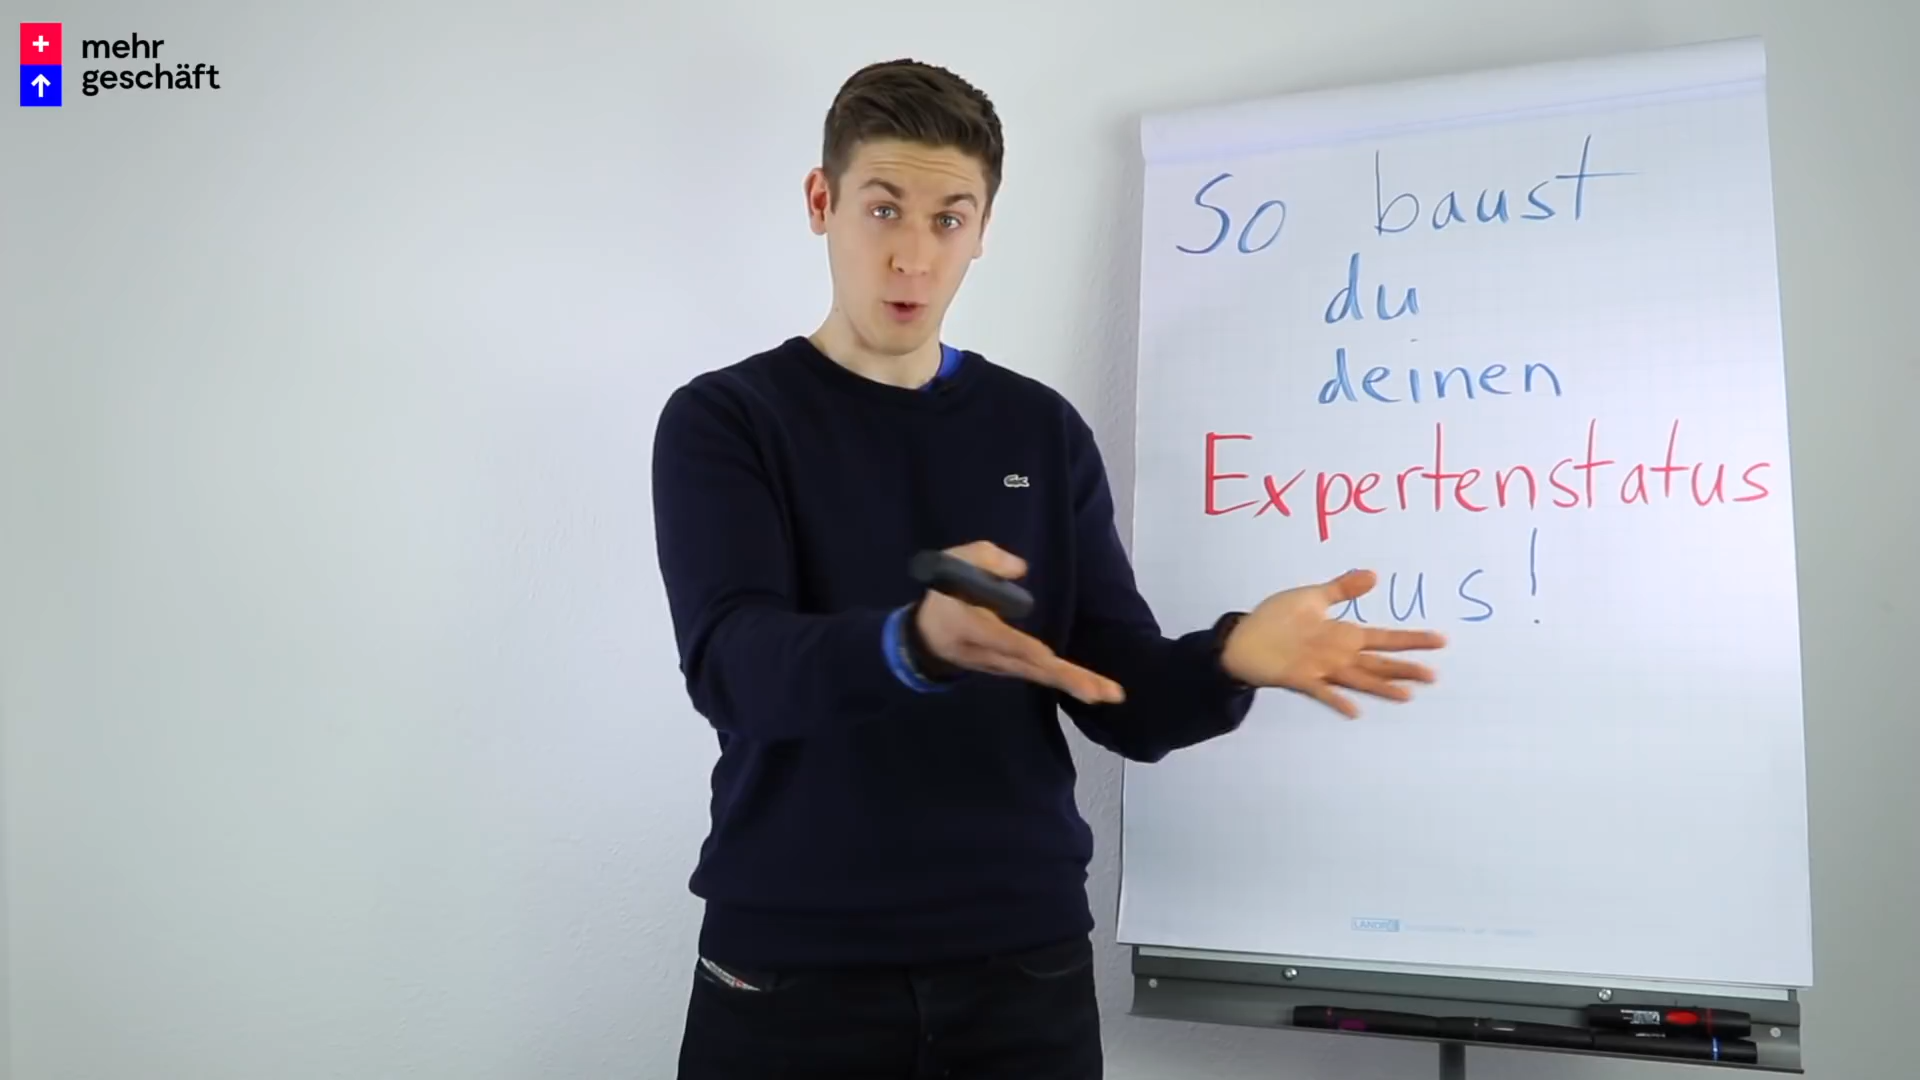 mehr
geschäft
So baust
du
deinen
Expertenstatus
aus!